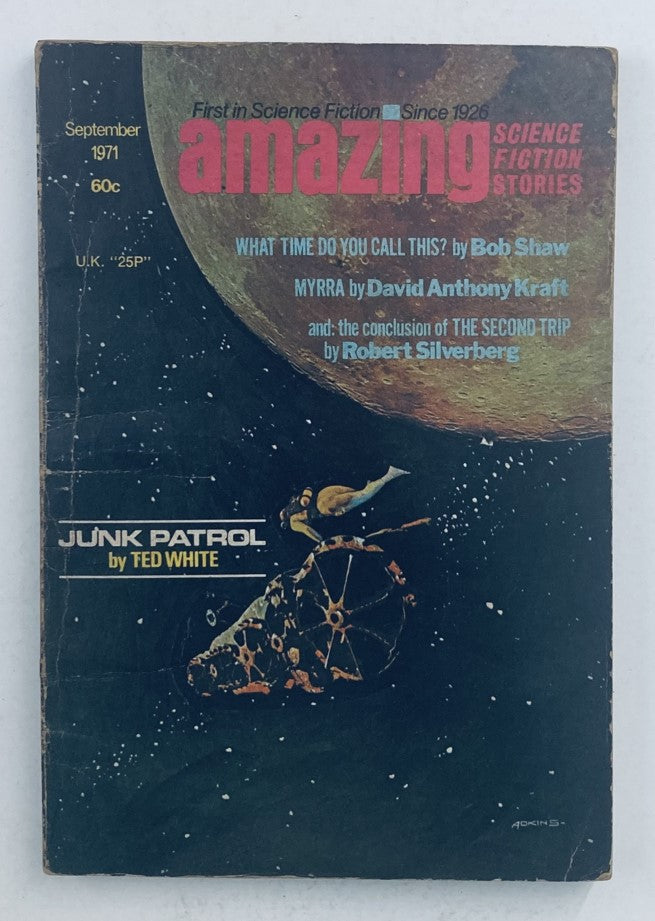 First in Science Fiction Since 1926
September
1971
60c
U.K. "25P"
amazing
SCIENCE
FICTION
STORIES
WHAT TIME DO YOU CALL THIS? by Bob Shaw
MYRRA by David Anthony Kraft
and: the conclusion of THE SECOND TRIP
by Robert Silverberg
JUNK PATROL
by TED WHITE
ADKINS-